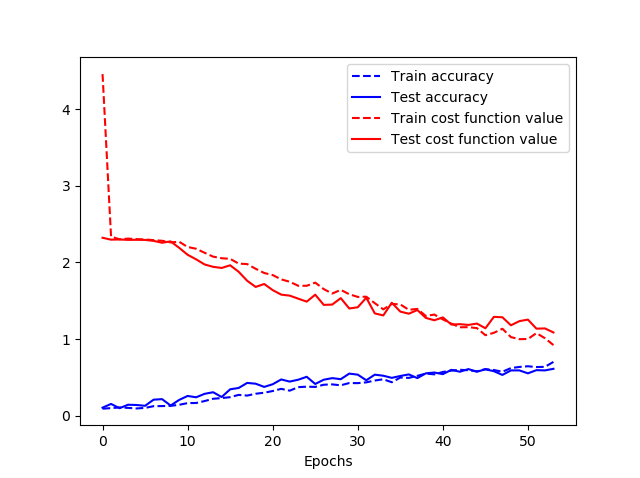 Train accuracy
Test accuracy
Train cost function value
Test cost function value
4
3
2
1
0
0 10 20 30 40 50
Epochs